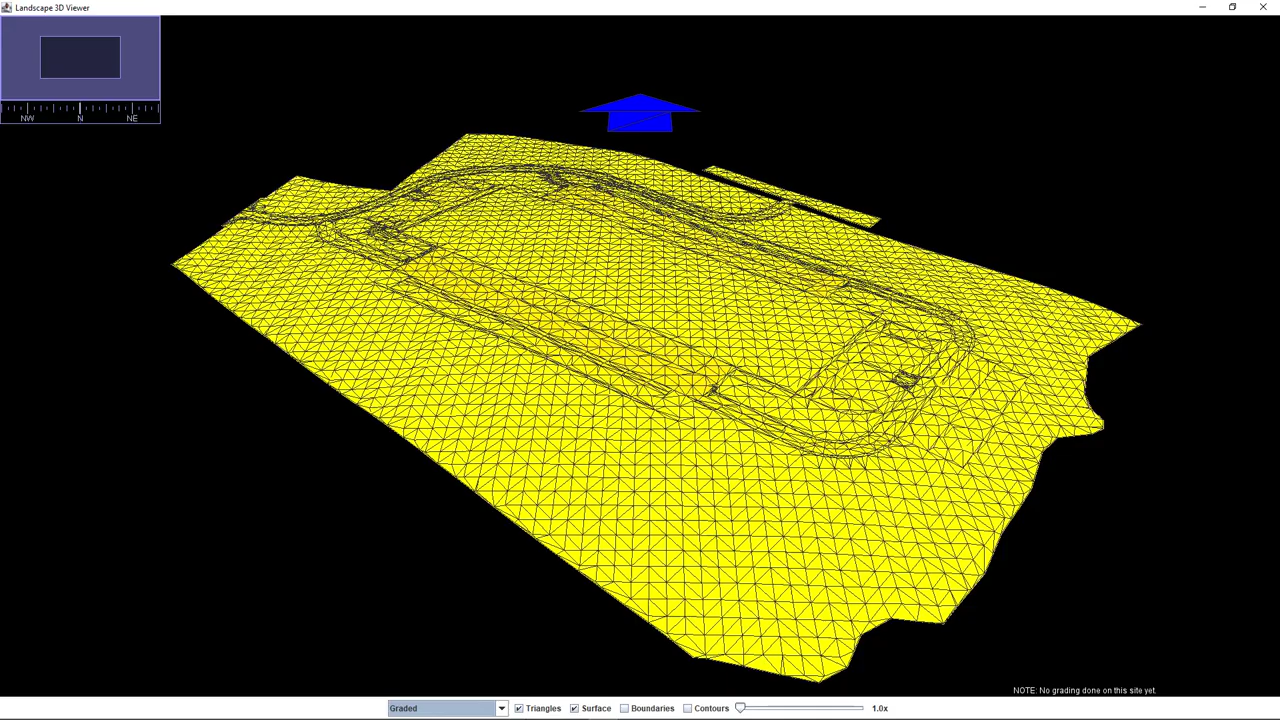 Landscape 3D Viewer
NW N NE
NOTE: No grading done on this site yet.
Graded Triangles Surface Boundaries Contours 1.0x